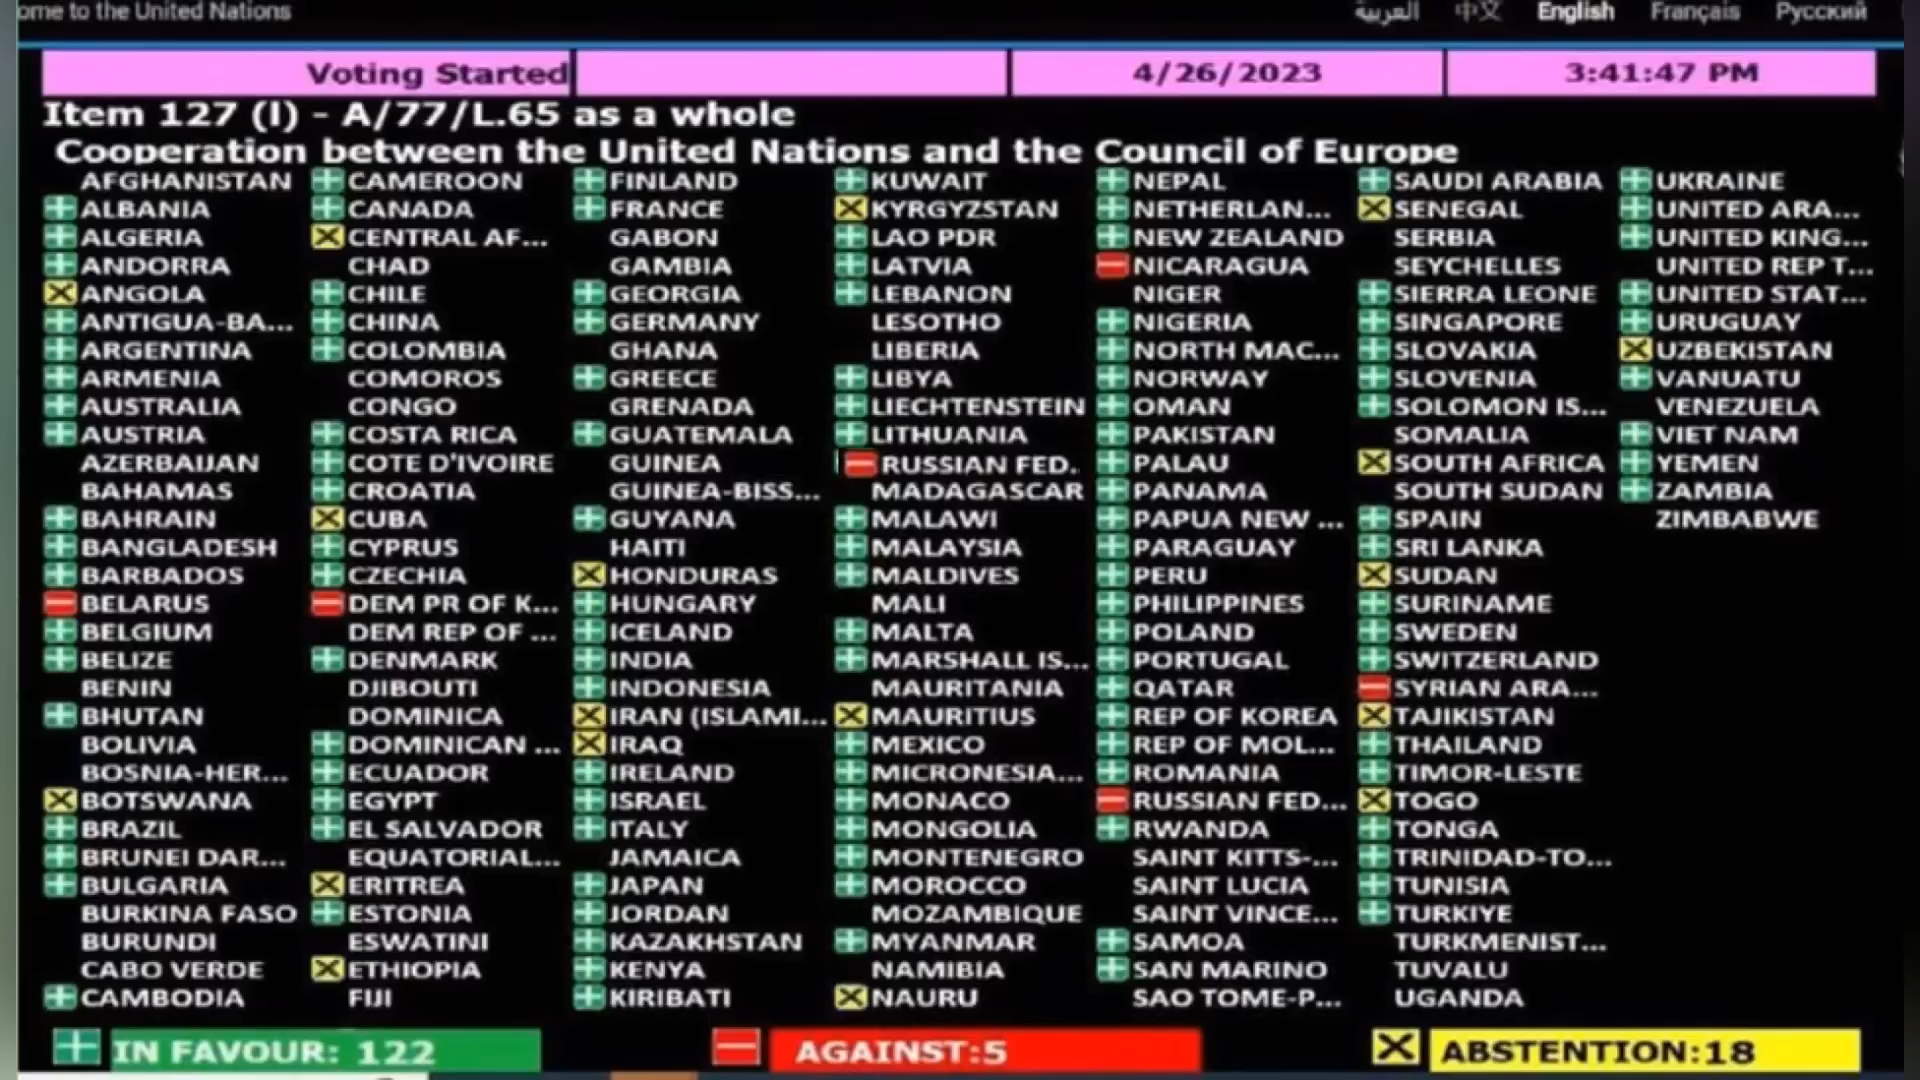 ome to the United Nations
العربية 中文 English Français Русский
Voting Started 4/26/2023 3:41:47 PM
Item 127 (l) - A/77/L.65 as a whole
Cooperation between the United Nations and the Council of Europe
AFGHANISTAN CAMEROON FINLAND KUWAIT NEPAL SAUDI ARABIA UKRAINE
ALBANIA CANADA FRANCE KYRGYZSTAN NETHERLAN... SENEGAL UNITED ARA...
ALGERIA CENTRAL AF... GABON LAO PDR NEW ZEALAND SERBIA UNITED KING...
ANDORRA CHAD GAMBIA LATVIA NICARAGUA SEYCHELLES UNITED REP T...
ANGOLA CHILE GEORGIA LEBANON NIGER SIERRA LEONE UNITED STAT...
ANTIGUA-BA... CHINA GERMANY LESOTHO NIGERIA SINGAPORE URUGUAY
ARGENTINA COLOMBIA GHANA LIBERIA NORTH MAC... SLOVAKIA UZBEKISTAN
ARMENIA COMOROS GREECE LIBYA NORWAY SLOVENIA VANUATU
AUSTRALIA CONGO GRENADA LIECHTENSTEIN OMAN SOLOMON IS... VENEZUELA
AUSTRIA COSTA RICA GUATEMALA LITHUANIA PAKISTAN SOMALIA VIET NAM
AZERBAIJAN COTE D'IVOIRE GUINEA RUSSIAN FED. PALAU SOUTH AFRICA YEMEN
BAHAMAS CROATIA GUINEA-BISS... MADAGASCAR PANAMA SOUTH SUDAN ZAMBIA
BAHRAIN CUBA GUYANA MALAWI PAPUA NEW ... SPAIN ZIMBABWE
BANGLADESH CYPRUS HAITI MALAYSIA PARAGUAY SRI LANKA
BARBADOS CZECHIA HONDURAS MALDIVES PERU SUDAN
BELARUS DEM PR OF K... HUNGARY MALI PHILIPPINES SURINAME
BELGIUM DEM REP OF ... ICELAND MALTA POLAND SWEDEN
BELIZE DENMARK INDIA MARSHALL IS... PORTUGAL SWITZERLAND
BENIN DJIBOUTI INDONESIA MAURITANIA QATAR SYRIAN ARA...
BHUTAN DOMINICA IRAN (ISLAMI... MAURITIUS REP OF KOREA TAJIKISTAN
BOLIVIA DOMINICAN ... IRAQ MEXICO REP OF MOL... THAILAND
BOSNIA-HER... ECUADOR IRELAND MICRONESIA... ROMANIA TIMOR-LESTE
BOTSWANA EGYPT ISRAEL MONACO RUSSIAN FED... TOGO
BRAZIL EL SALVADOR ITALY MONGOLIA RWANDA TONGA
BRUNEI DAR... EQUATORIAL... JAMAICA MONTENEGRO SAINT KITTS-... TRINIDAD-TO...
BULGARIA ERITREA JAPAN MOROCCO SAINT LUCIA TUNISIA
BURKINA FASO ESTONIA JORDAN MOZAMBIQUE SAINT VINCE... TURKIYE
BURUNDI ESWATINI KAZAKHSTAN MYANMAR SAMOA TURKMENIST...
CABO VERDE ETHIOPIA KENYA NAMIBIA SAN MARINO TUVALU
CAMBODIA FIJI KIRIBATI NAURU SAO TOME-P... UGANDA
IN FAVOUR: 122 AGAINST:5 ABSTENTION:18